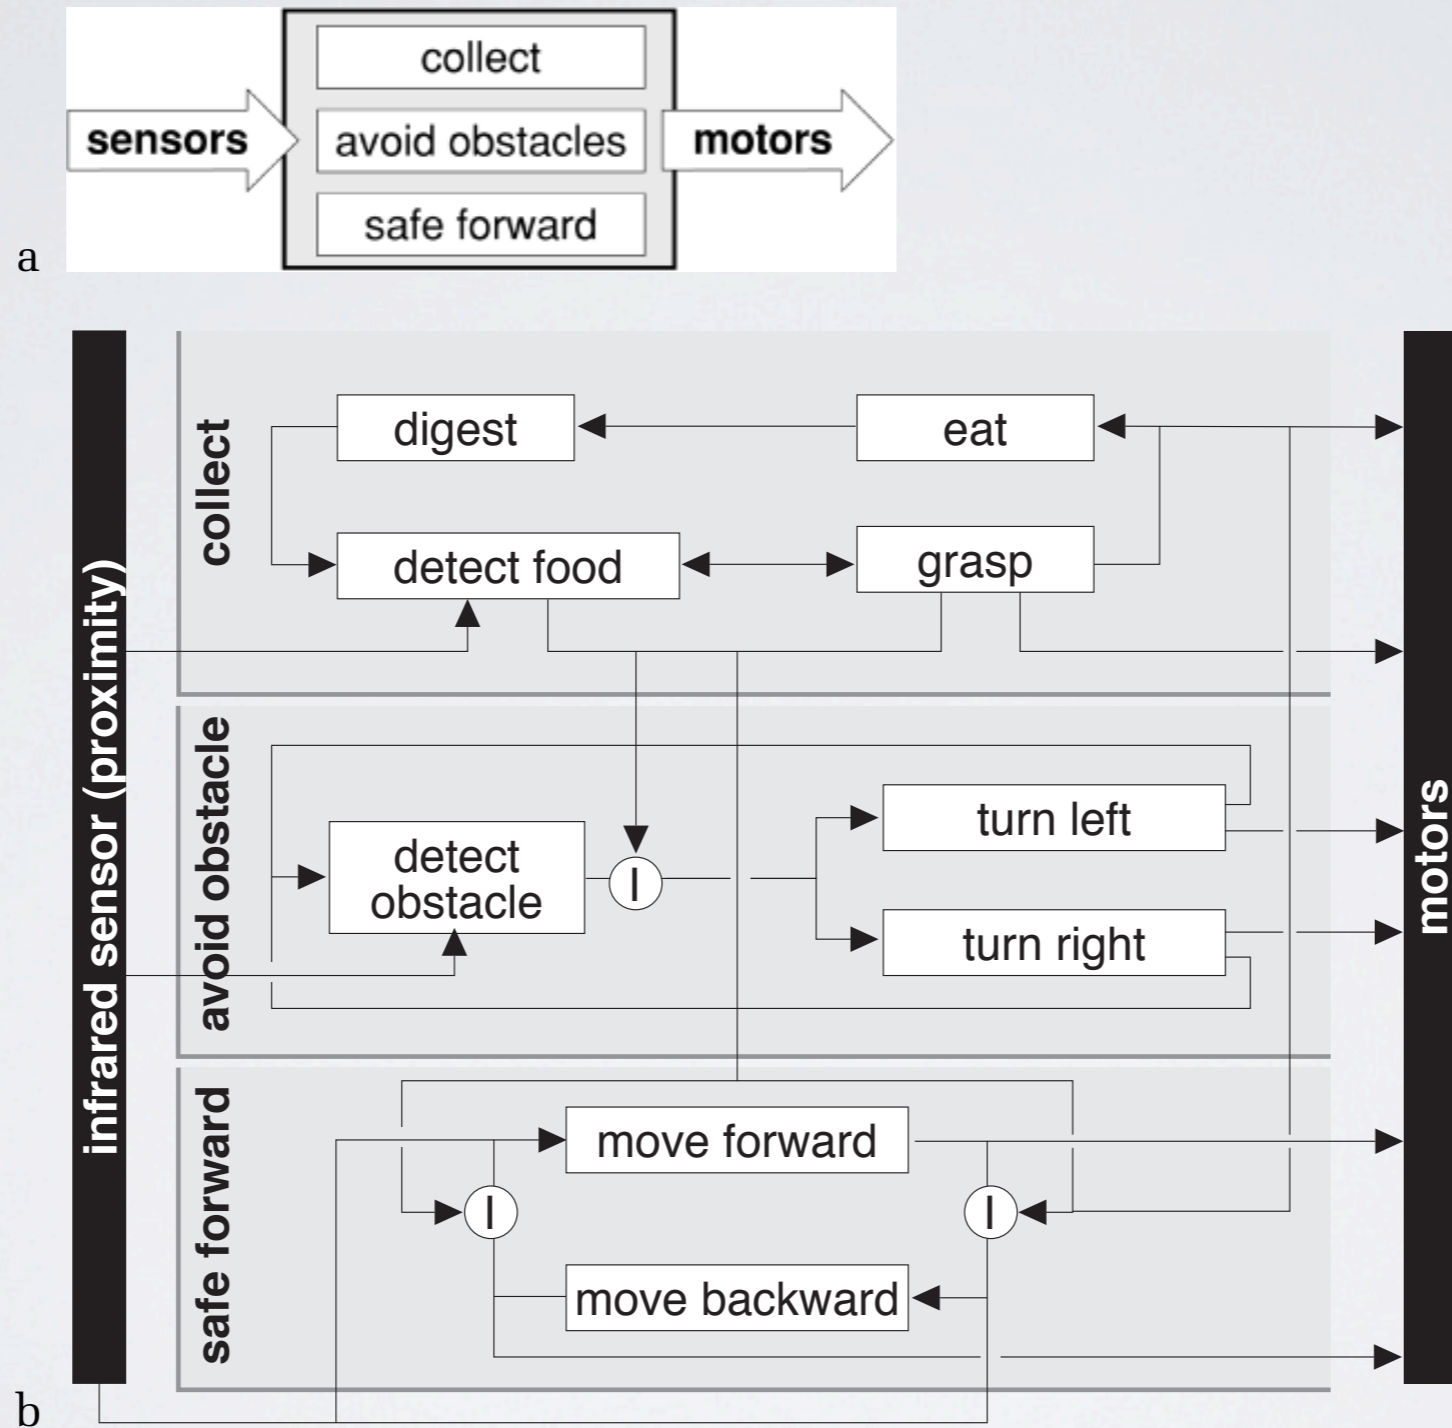 collect
sensors
avoid obstacles
motors
safe forward
a
infrared sensor (proximity)
collect
digest
eat
detect food
grasp
avoid obstacle
detect
obstacle
I
turn left
turn right
safe forward
move forward
I
I
move backward
motors
b